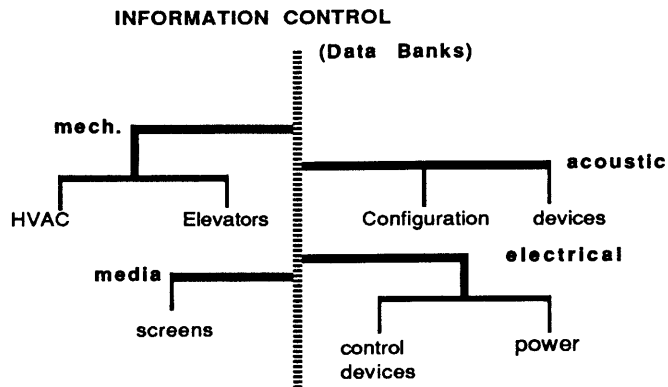 INFORMATION CONTROL
(Data Banks)
mech.
acoustic
HVAC
Elevators
Configuration
devices
electrical
media
screens
control
devices
power